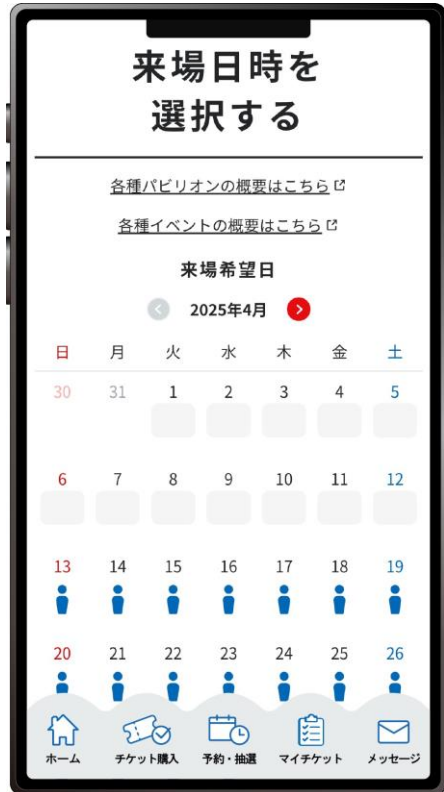 来場日時を
選択する
各種パビリオンの概要はこちら
各種イベントの概要はこちら
来場希望日
2025年4月
日 月 火 水 木 金 土
30 31 1 2 3 4 5
6 7 8 9 10 11 12
13 14 15 16 17 18 19
20 21 22 23 24 25 26
ホーム チケット購入 予約・抽選 マイチケット メッセージ